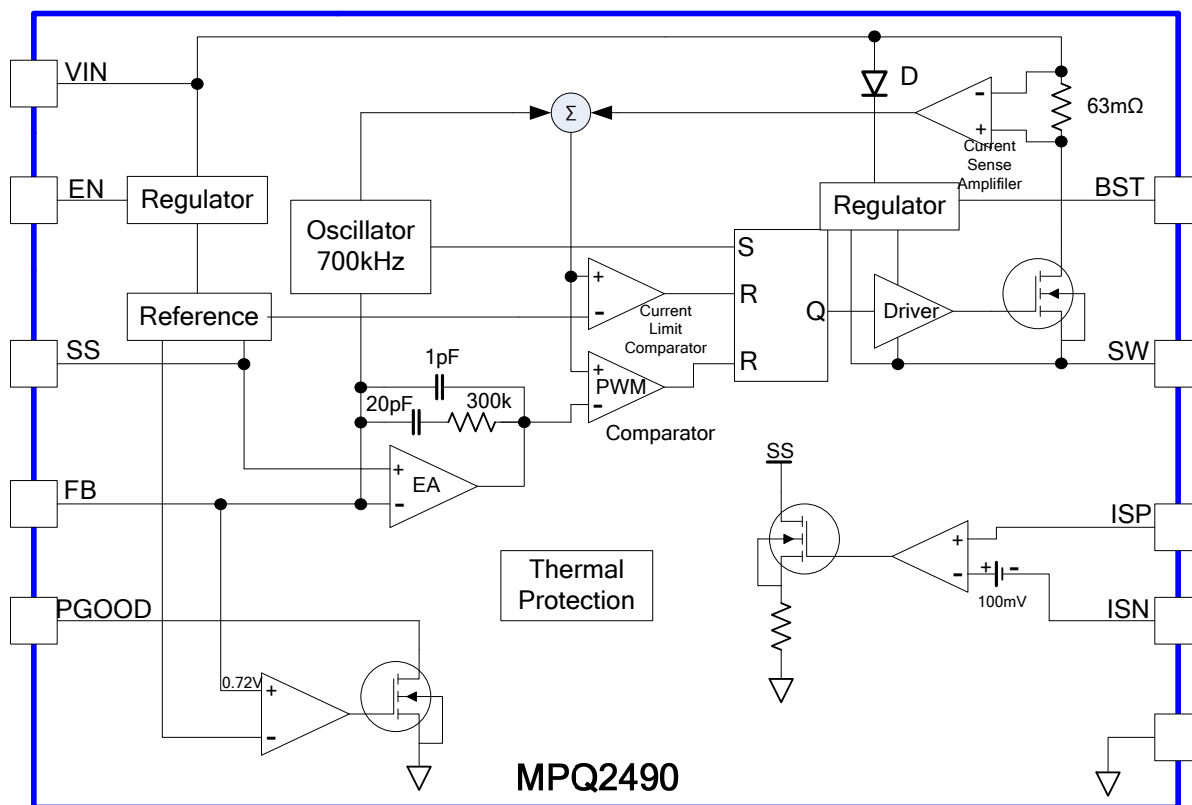 VIN
D
Σ
-
+
63mΩ
Current
Sense
Amplifiler
EN
Regulator
BST
Regulator
Oscillator
700kHz
S
+
-
R
Current
Limit
Comparator
Q
Driver
Reference
SS
SW
1pF
20pF
300k
+
PWM
-
R
Comparator
+
EA
-
FB
SS
ISP
+
-
+
-
100mV
ISN
Thermal
Protection
PGOOD
0.72V
+
-
MPQ2490